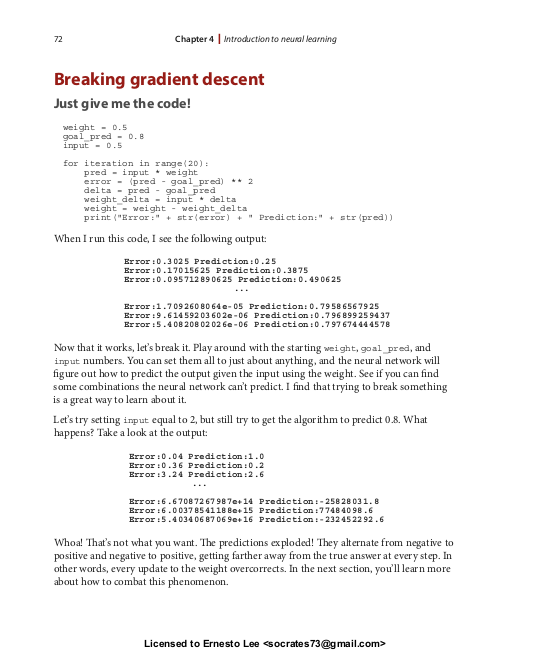 72
Chapter 4 | Introduction to neural learning
Breaking gradient descent
Just give me the code!
weight = 0.5
goal_pred = 0.8
input = 0.5
for iteration in range(20):
    pred = input * weight
    error = (pred - goal_pred) ** 2
    delta = pred - goal_pred
    weight_delta = input * delta
    weight = weight - weight_delta
    print("Error:" + str(error) + " Prediction:" + str(pred))
When I run this code, I see the following output:
Error:0.3025 Prediction:0.25
Error:0.17015625 Prediction:0.3875
Error:0.095712890625 Prediction:0.490625
...
Error:1.7092608064e-05 Prediction:0.79586567925
Error:9.61459203602e-06 Prediction:0.796899259437
Error:5.40820802026e-06 Prediction:0.797674444578
Now that it works, let's break it. Play around with the starting weight, goal_pred, and
input numbers. You can set them all to just about anything, and the neural network will
figure out how to predict the output given the input using the weight. See if you can find
some combinations the neural network can't predict. I find that trying to break something
is a great way to learn about it.
Let's try setting input equal to 2, but still try to get the algorithm to predict 0.8. What
happens? Take a look at the output:
Error:0.04 Prediction:1.0
Error:0.36 Prediction:0.2
Error:3.24 Prediction:2.6
...
Error:6.67087267987e+14 Prediction:-25828031.8
Error:6.00378541188e+15 Prediction:77484098.6
Error:5.40340687069e+16 Prediction:-232452292.6
Whoa! That's not what you want. The predictions exploded! They alternate from negative to
positive and negative to positive, getting farther away from the true answer at every step. In
other words, every update to the weight overcorrects. In the next section, you'll learn more
about how to combat this phenomenon.
Licensed to Ernesto Lee <socrates73@gmail.com>